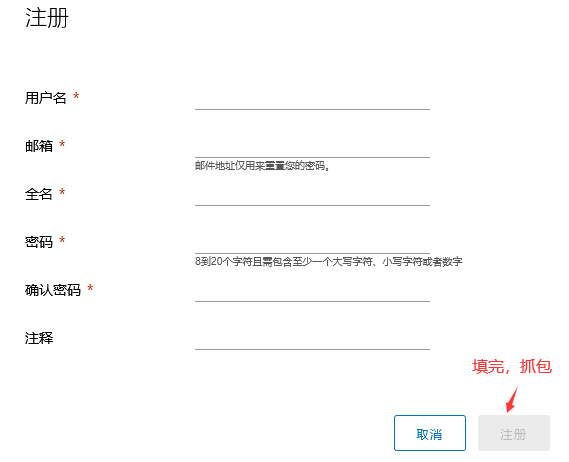 注册
用户名 *
邮箱 *
邮件地址仅用来重置您的密码。
全名 *
密码 *
8到20个字符且需包含至少一个大写字符、小写字符或者数字
确认密码 *
注释
填完，抓包
取消
注册